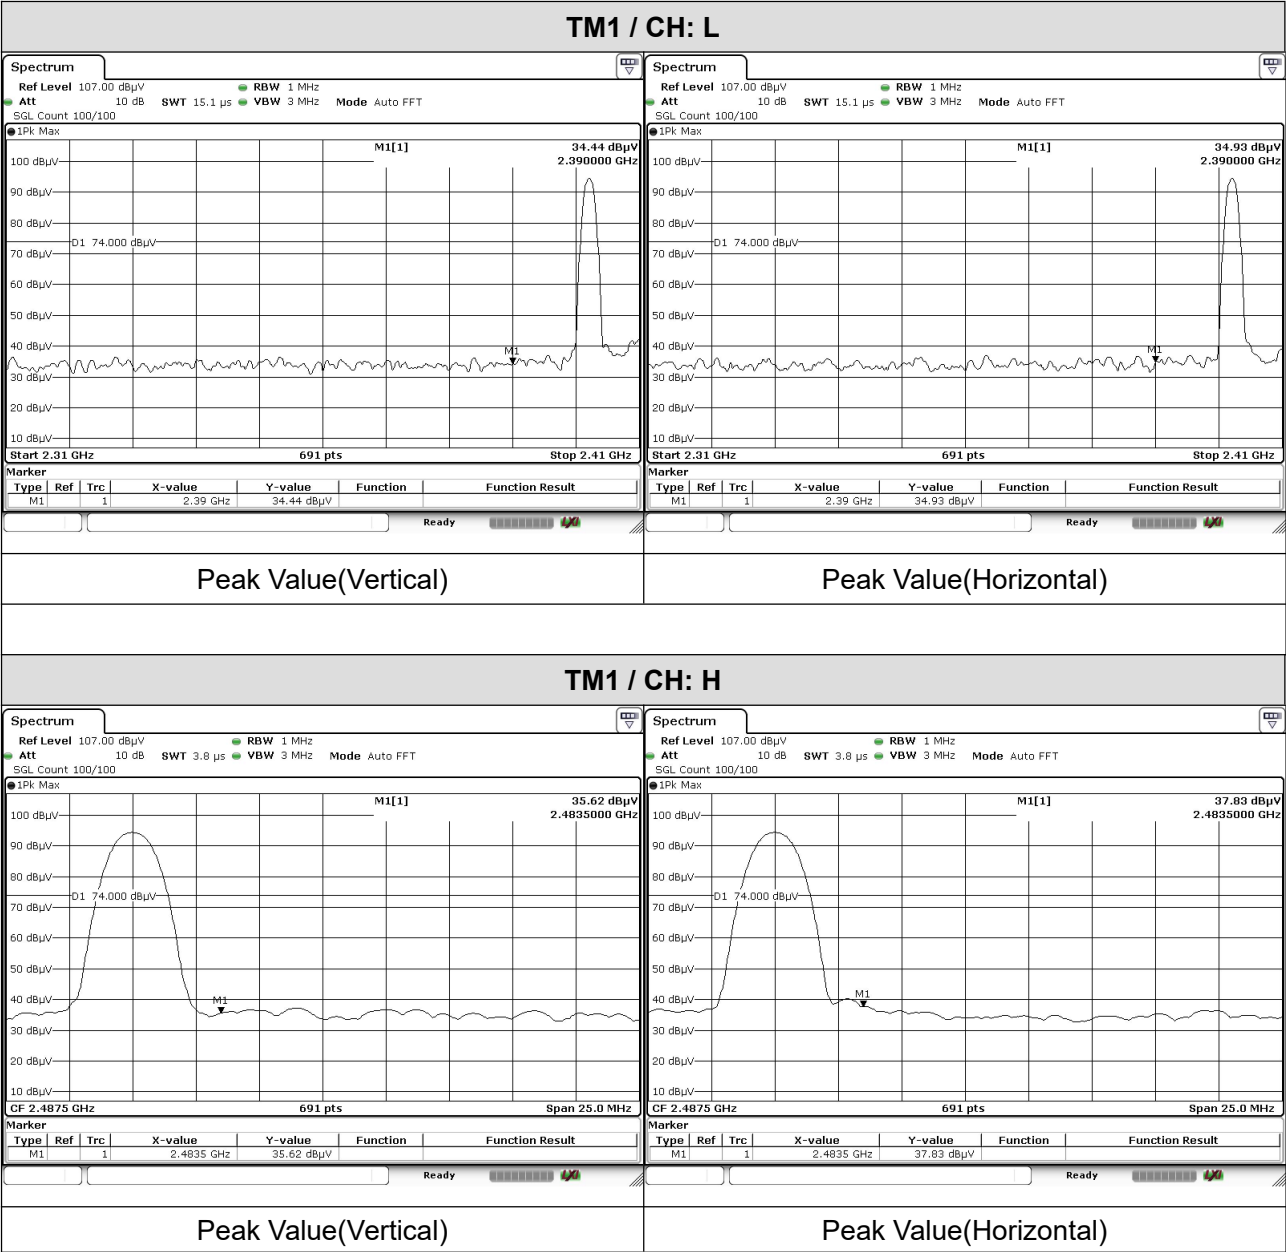 TM1 / CH: L
Spectrum
Ref Level 107.00 dBµV RBW 1 MHz
Att 10 dB SWT 15.1 µs VBW 3 MHz Mode Auto FFT
SGL Count 100/100
1Pk Max
M1[1] 34.44 dBµV
2.390000 GHz
100 dBµV
90 dBµV
80 dBµV
D1 74.000 dBµV
70 dBµV
60 dBµV
50 dBµV
40 dBµV
M1
30 dBµV
20 dBµV
10 dBµV
Start 2.31 GHz 691 pts Stop 2.41 GHz
Marker
Type Ref Trc X-value Y-value Function Function Result
M1 1 2.39 GHz 34.44 dBµV
Ready LXI
Peak Value(Vertical)
Spectrum
Ref Level 107.00 dBµV RBW 1 MHz
Att 10 dB SWT 15.1 µs VBW 3 MHz Mode Auto FFT
SGL Count 100/100
1Pk Max
M1[1] 34.93 dBµV
2.390000 GHz
100 dBµV
90 dBµV
80 dBµV
D1 74.000 dBµV
70 dBµV
60 dBµV
50 dBµV
40 dBµV
M1
30 dBµV
20 dBµV
10 dBµV
Start 2.31 GHz 691 pts Stop 2.41 GHz
Marker
Type Ref Trc X-value Y-value Function Function Result
M1 1 2.39 GHz 34.93 dBµV
Ready LXI
Peak Value(Horizontal)
TM1 / CH: H
Spectrum
Ref Level 107.00 dBµV RBW 1 MHz
Att 10 dB SWT 3.8 µs VBW 3 MHz Mode Auto FFT
SGL Count 100/100
1Pk Max
M1[1] 35.62 dBµV
2.4835000 GHz
100 dBµV
90 dBµV
80 dBµV
D1 74.000 dBµV
70 dBµV
60 dBµV
50 dBµV
40 dBµV
M1
30 dBµV
20 dBµV
10 dBµV
CF 2.4875 GHz 691 pts Span 25.0 MHz
Marker
Type Ref Trc X-value Y-value Function Function Result
M1 1 2.4835 GHz 35.62 dBµV
Ready LXI
Peak Value(Vertical)
Spectrum
Ref Level 107.00 dBµV RBW 1 MHz
Att 10 dB SWT 3.8 µs VBW 3 MHz Mode Auto FFT
SGL Count 100/100
1Pk Max
M1[1] 37.83 dBµV
2.4835000 GHz
100 dBµV
90 dBµV
80 dBµV
D1 74.000 dBµV
70 dBµV
60 dBµV
50 dBµV
40 dBµV
M1
30 dBµV
20 dBµV
10 dBµV
CF 2.4875 GHz 691 pts Span 25.0 MHz
Marker
Type Ref Trc X-value Y-value Function Function Result
M1 1 2.4835 GHz 37.83 dBµV
Ready LXI
Peak Value(Horizontal)